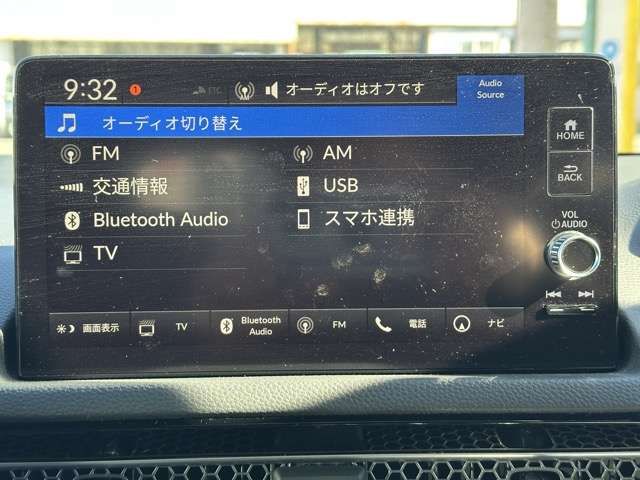 9:32 1 ETC AM オーディオはオフです Audio Source
オーディオ切り替え
HOME
FM AM
BACK
交通情報 USB
Bluetooth Audio スマホ連携
VOL
AUDIO
TV
画面表示 TV Bluetooth Audio FM 電話 ナビ